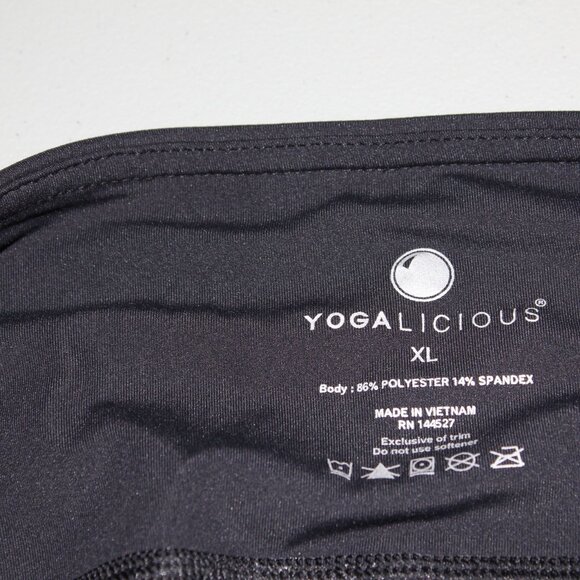 YOGALICIOUS®
XL
Body : 86% POLYESTER 14% SPANDEX
MADE IN VIETNAM
RN 144527
Exclusive of trim
Do not use softener